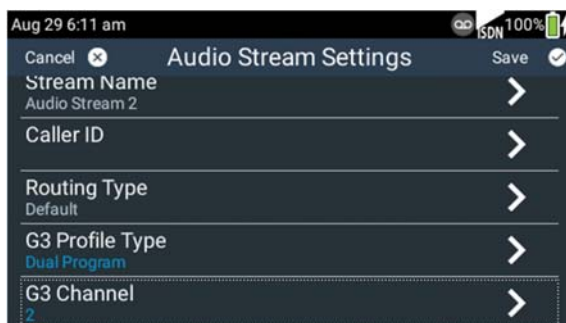 Aug 29 6:11 am
ISDN 100%
Cancel Audio Stream Settings Save
Stream Name
Audio Stream 2
Caller ID
Routing Type
Default
G3 Profile Type
Dual Program
G3 Channel
2